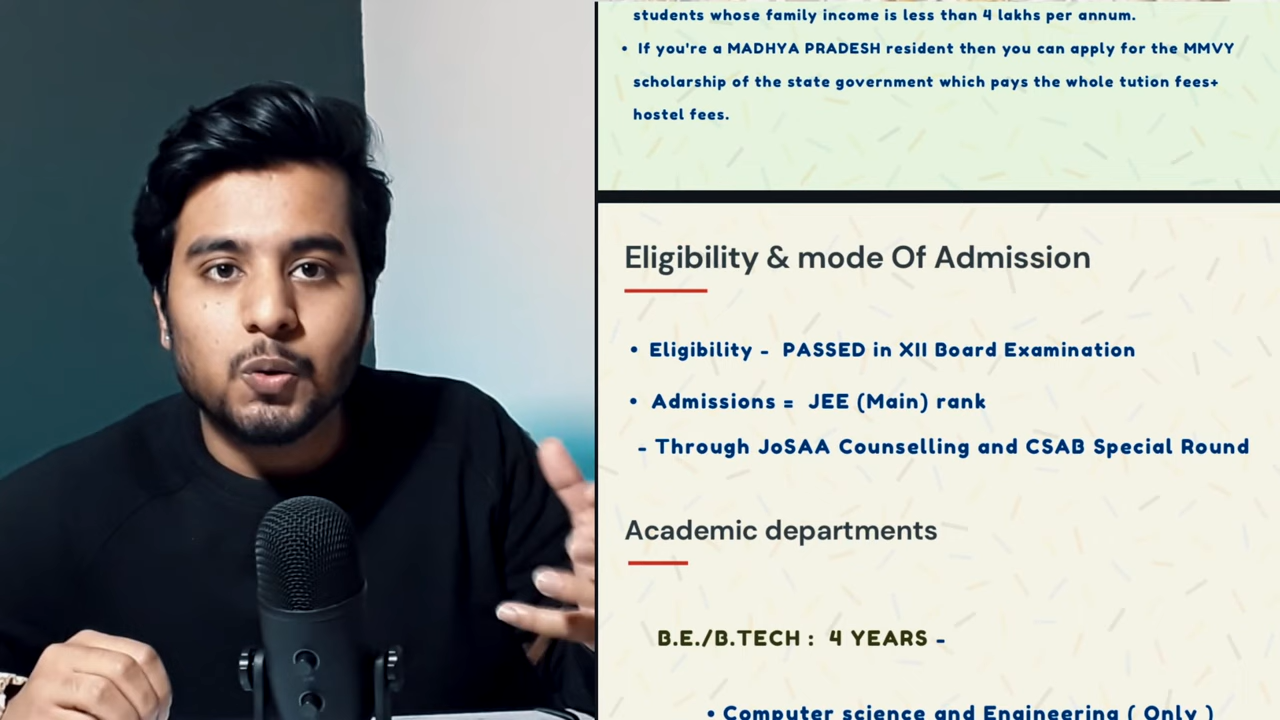 students whose family income is less than 4 lakhs per annum.
• If you're a MADHYA PRADESH resident then you can apply for the MMVY
scholarship of the state government which pays the whole tution fees+
hostel fees.
Eligibility & mode Of Admission
• Eligibility - PASSED in XII Board Examination
• Admissions = JEE (Main) rank
- Through JoSAA Counselling and CSAB Special Round
Academic departments
B.E./B.TECH : 4 YEARS -
• Computer science and Engineering ( Only )